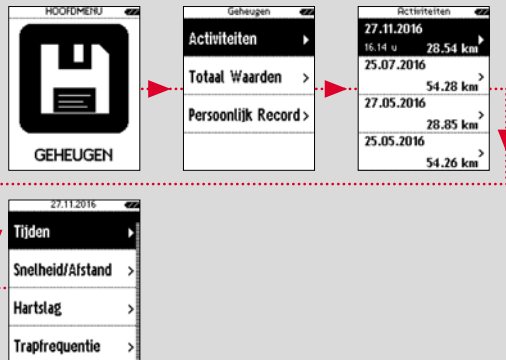 HOOFDMENU
GEHEUGEN
Geheugen
Activiteiten
Totaal Waarden
Persoonlijk Record
Activiteiten
27.11.2016
16.14 u 28.54 km
25.07.2016
54.28 km
27.05.2016
28.85 km
25.05.2016
54.26 km
27.11.2016
Tijden
Snelheid/Afstand
Hartslag
Trapfrequentie